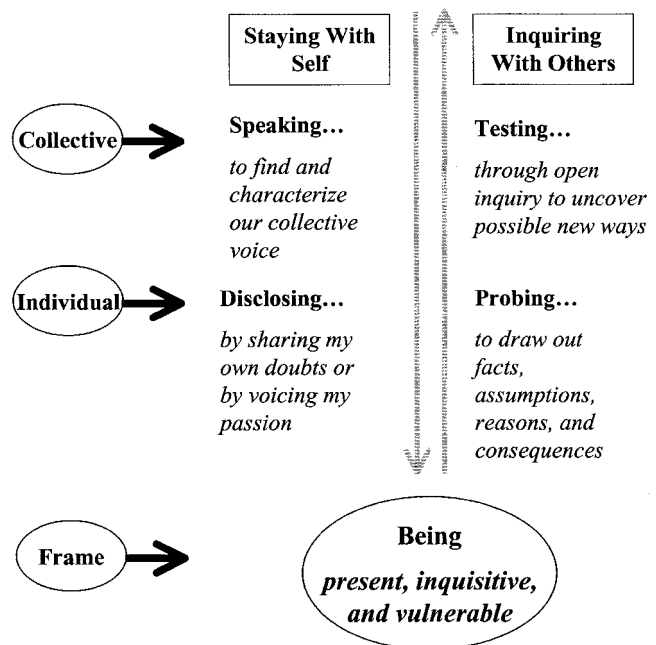 Staying With
Self
Inquiring
With Others
Collective
Speaking...
to find and
characterize
our collective
voice
Testing...
through open
inquiry to uncover
possible new ways
Individual
Disclosing...
by sharing my
own doubts or
by voicing my
passion
Probing...
to draw out
facts,
assumptions,
reasons, and
consequences
Frame
Being
present, inquisitive,
and vulnerable